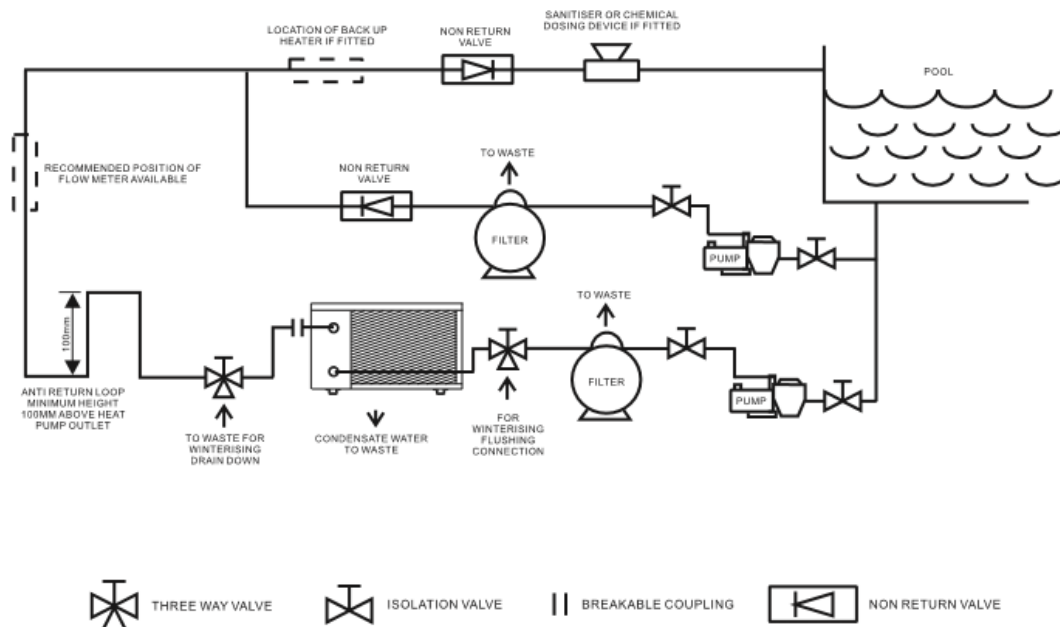 LOCATION OF BACK UP
HEATER IF FITTED
NON RETURN
VALVE
SANITISER OR CHEMICAL
DOSING DEVICE IF FITTED
POOL
RECOMMENDED POSITION OF
FLOW METER AVAILABLE
NON RETURN
VALVE
TO WASTE
FILTER
PUMP
100mm
TO WASTE
FILTER
PUMP
ANTI RETURN LOOP
MINIMUM HEIGHT
100MM ABOVE HEAT
PUMP OUTLET
TO WASTE FOR
WINTERISING
DRAIN DOWN
CONDENSATE WATER
TO WASTE
FOR
WINTERISING
FLUSHING
CONNECTION
THREE WAY VALVE
ISOLATION VALVE
BREAKABLE COUPLING
NON RETURN VALVE